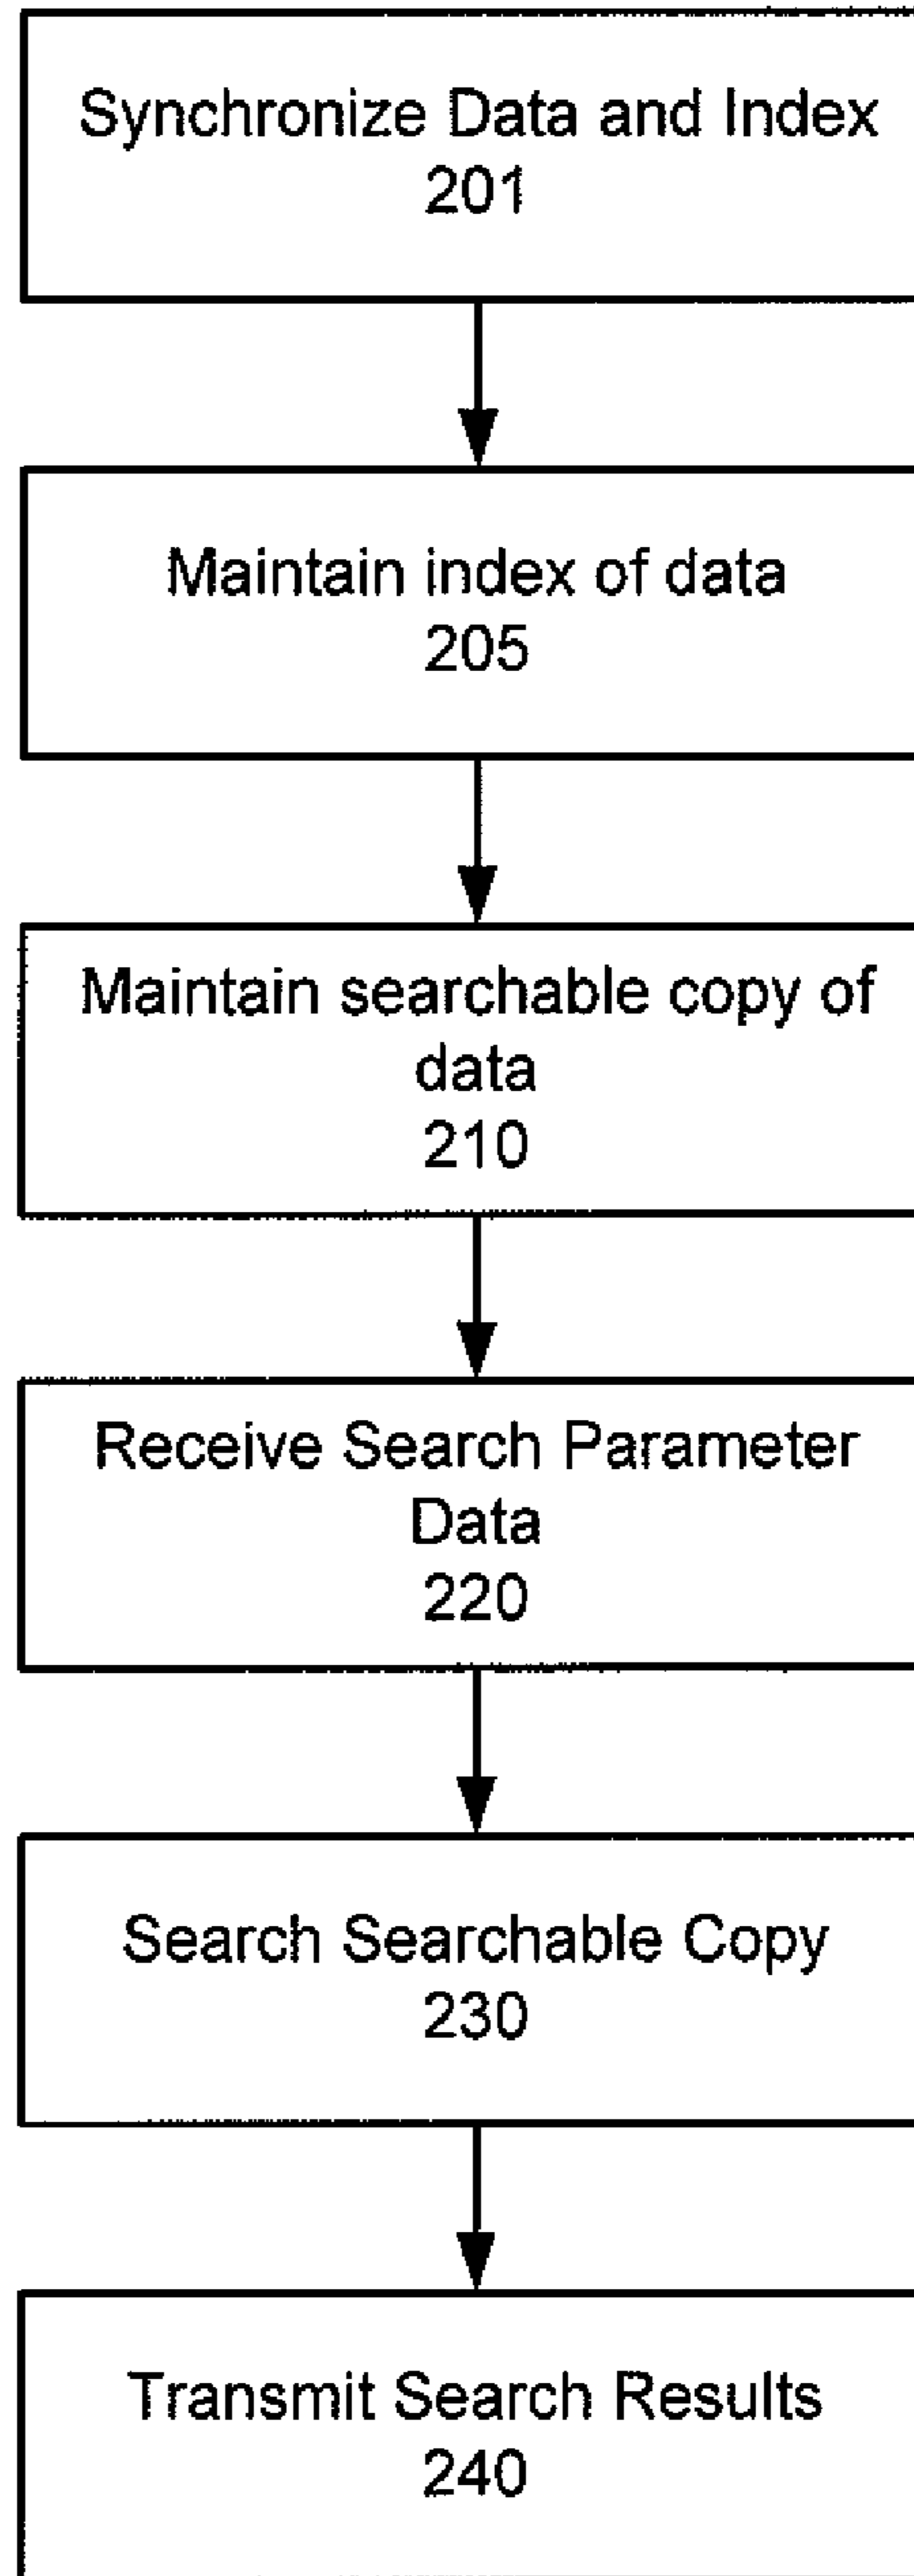 Synchronize Data and Index
201
Maintain index of data
205
Maintain searchable copy of
data
210
Receive Search Parameter
Data
220
Search Searchable Copy
230
Transmit Search Results
240